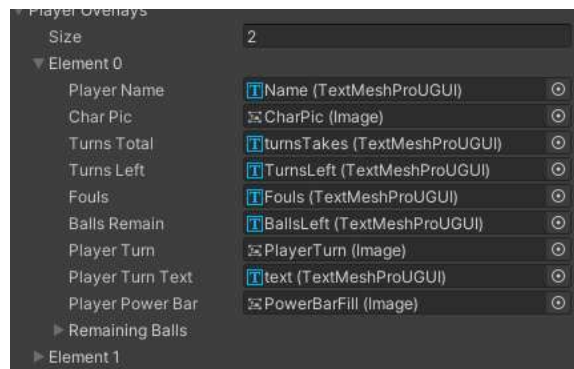 Player Overlays
Size 2
Element 0
Player Name Name (TextMeshProUGUI)
Char Pic CharPic (Image)
Turns Total turnsTakes (TextMeshProUGUI)
Turns Left TurnsLeft (TextMeshProUGUI)
Fouls Fouls (TextMeshProUGUI)
Balls Remain BallsLeft (TextMeshProUGUI)
Player Turn PlayerTurn (Image)
Player Turn Text text (TextMeshProUGUI)
Player Power Bar PowerBarFill (Image)
Remaining Balls
Element 1